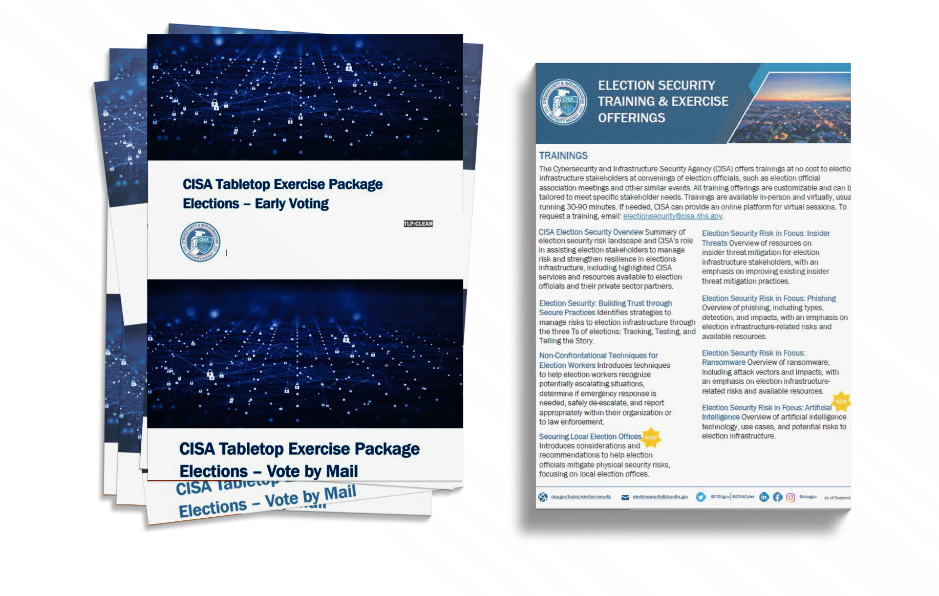 CISA Tabletop Exercise Package
Elections – Early Voting
TLP:CLEAR
CISA Tabletop Exercise Package
Elections – Vote by Mail
CISA Tabletop
Elections – Vote by Mail
ELECTION SECURITY
TRAINING & EXERCISE
OFFERINGS
CISA
TRAININGS
The Cybersecurity and Infrastructure Security Agency (CISA) offers trainings at no cost to electio
infrastructure stakeholders at convenings of election officials, such as election official
association meetings and other similar events. All training offerings are customizable and can b
tailored to meet specific stakeholder needs. Trainings are available in-person and virtually, usua
running 30-90 minutes. If needed, CISA can provide an online platform for virtual sessions. To
request a training, email: electionsecurity@cisa.dhs.gov.
CISA Election Security Overview Summary of
election security risk landscape and CISA's role
in assisting election stakeholders to manage
risk and strengthen resilience in elections
infrastructure, including highlighted CISA
services and resources available to election
officials and their private sector partners.
Election Security: Building Trust through
Secure Practices Identifies strategies to
manage risks to election infrastructure through
the three Ts of elections: Tracking, Testing, and
Telling the Story.
Non-Confrontational Techniques for
Election Workers Introduces techniques
to help election workers recognize
potentially escalating situations,
determine if emergency response is
needed, safely de-escalate, and report
appropriately within their organization or
to law enforcement.
Securing Local Election Offices
NEW
Introduces considerations and
recommendations to help election
officials mitigate physical security risks,
focusing on local election offices.
Election Security Risk in Focus: Insider
Threats Overview of resources on
insider threat mitigation for election
infrastructure stakeholders, with an
emphasis on improving existing insider
threat mitigation practices.
Election Security Risk in Focus: Phishing
Overview of phishing, including types,
detection, and impacts, with an emphasis on
election infrastructure-related risks and
available resources.
Election Security Risk in Focus:
Ransomware Overview of ransomware,
including attack vectors and impacts, with
an emphasis on election infrastructure-
related risks and available resources.
NEW
Election Security Risk in Focus: Artificial
Intelligence Overview of artificial intelligence
technology, use cases, and potential risks to
election infrastructure.
electionsecurity@cisa.dhs.gov
@CISAgov | @CISACyber
@cisagov
As of Septemb